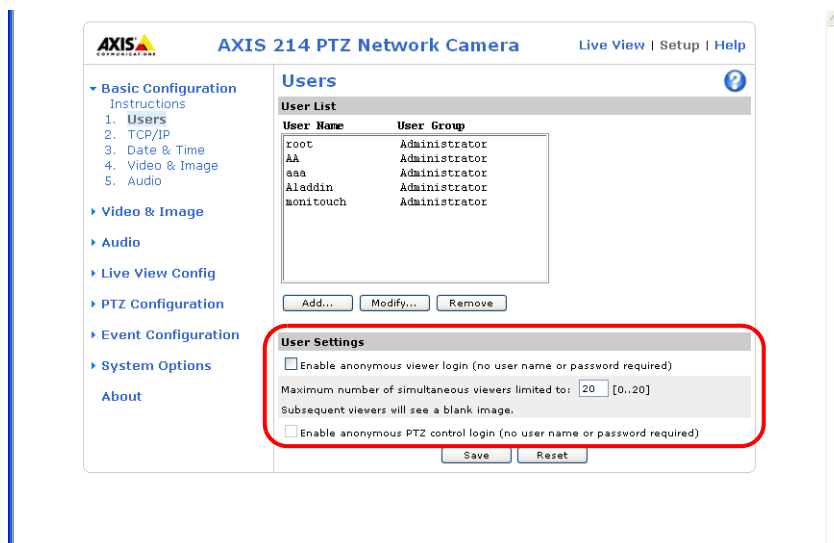 AXIS
COMMUNICATIONS
AXIS 214 PTZ Network Camera
Live View | Setup | Help
Basic Configuration
Instructions
1. Users
2. TCP/IP
3. Date & Time
4. Video & Image
5. Audio
Video & Image
Audio
Live View Config
PTZ Configuration
Event Configuration
System Options
About
Users
?
User List
User Name User Group
root Administrator
AA Administrator
aaa Administrator
Aladdin Administrator
monitouch Administrator
Add... Modify... Remove
User Settings
Enable anonymous viewer login (no user name or password required)
Maximum number of simultaneous viewers limited to: 20 [0..20]
Subsequent viewers will see a blank image.
Enable anonymous PTZ control login (no user name or password required)
Save Reset